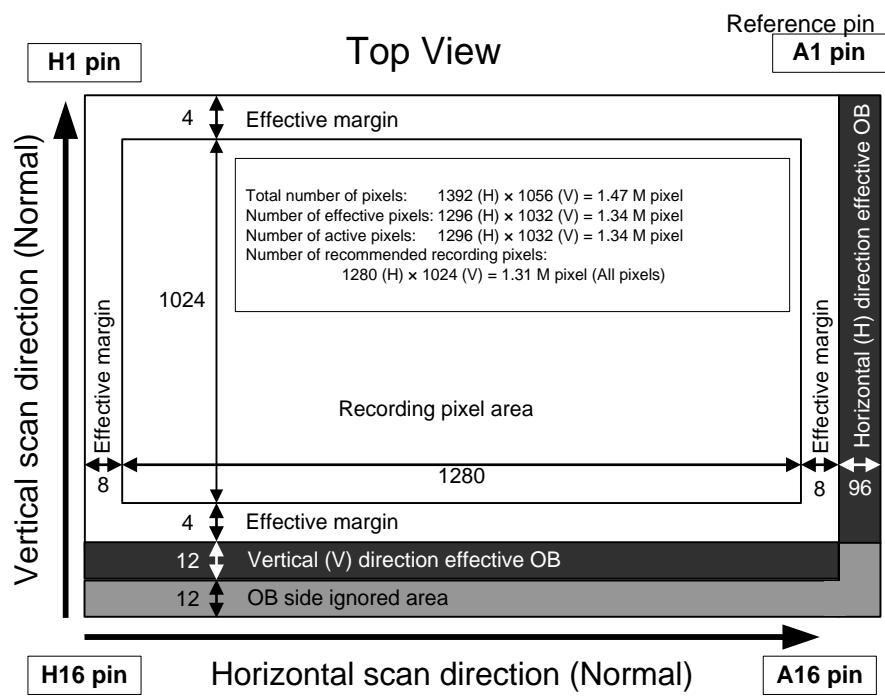 Reference pin
H1 pin
Top View
A1 pin
4
Effective margin
Total number of pixels: 1392 (H) × 1056 (V) = 1.47 M pixel
Number of effective pixels: 1296 (H) × 1032 (V) = 1.34 M pixel
Number of active pixels: 1296 (H) × 1032 (V) = 1.34 M pixel
Number of recommended recording pixels:
1280 (H) × 1024 (V) = 1.31 M pixel (All pixels)
Vertical scan direction (Normal)
Effective margin
1024
Recording pixel area
Effective margin
Horizontal (H) direction effective OB
8
1280
8
96
4
Effective margin
12
Vertical (V) direction effective OB
12
OB side ignored area
H16 pin
Horizontal scan direction (Normal)
A16 pin